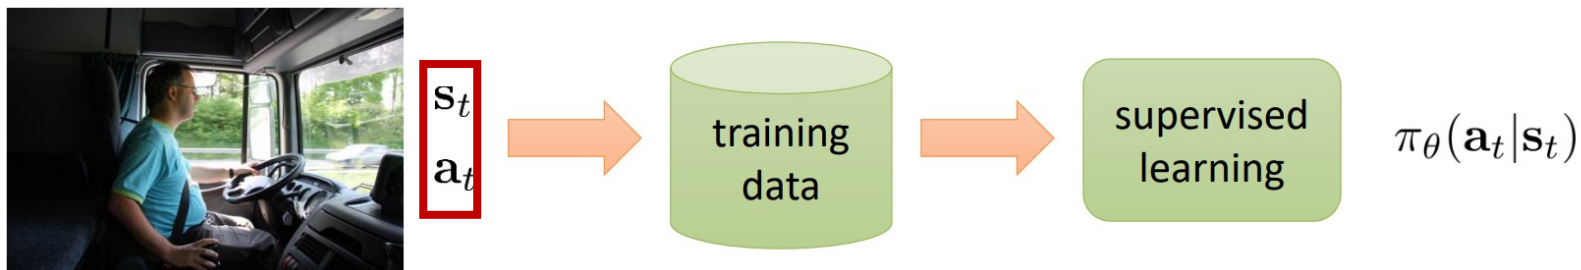 s_t
a_t
training
data
supervised
learning
π_θ(a_t|s_t)